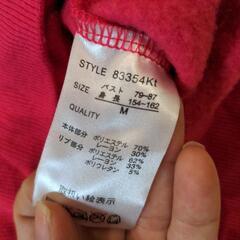 STYLE 83354Kt
SIZE バスト 79~87
身長 154~162
M
QUALITY
本体部分 ポリエステル 70%
レーヨン 30%
リブ部分 ポリエステル 62%
レーヨン 33%
ポリウレタン 5%
取扱い絵表示